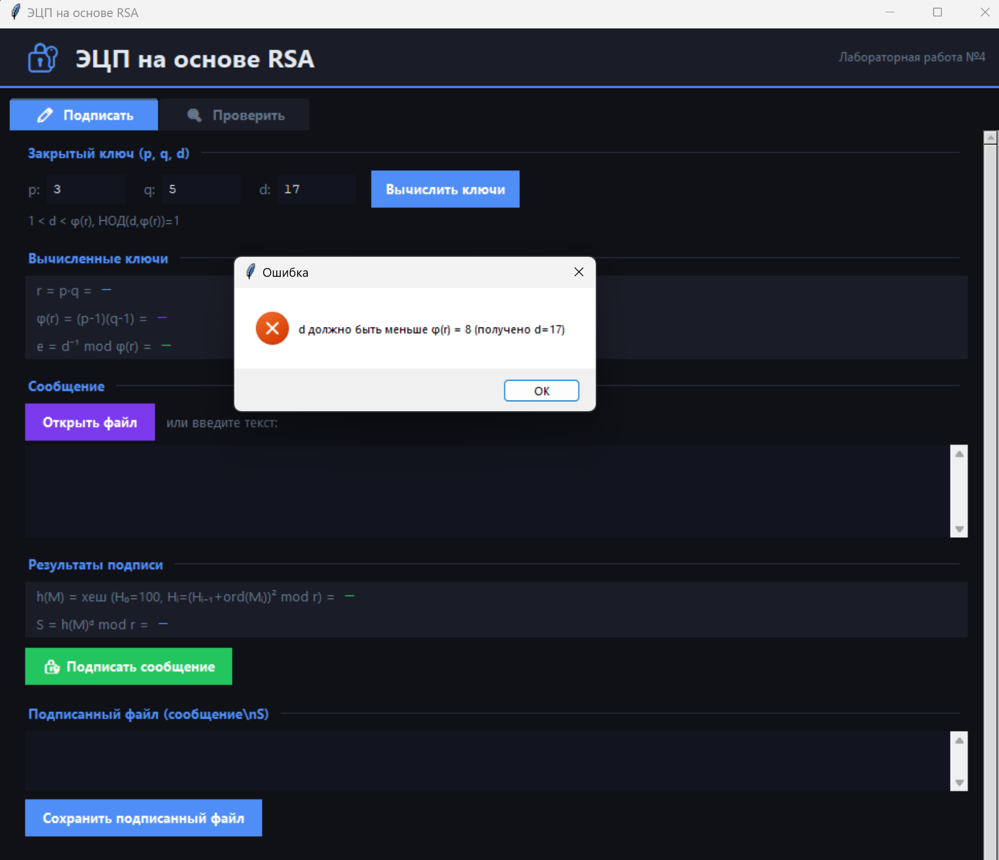 ЭЦП на основе RSA
ЭЦП на основе RSA
Лабораторная работа №4
Подписать
Проверить
Закрытый ключ (p, q, d)
p: 3 q: 5 d: 17 Вычислить ключи
1 < d < φ(r), НОД(d,φ(r))=1
Вычисленные ключи
r = p·q = —
φ(r) = (p-1)(q-1) = —
e = d⁻¹ mod φ(r) = —
Ошибка
d должно быть меньше φ(r) = 8 (получено d=17)
OK
Сообщение
Открыть файл или введите текст:
Результаты подписи
h(M) = хеш (H₀=100, Hᵢ=(Hᵢ₋₁+ord(Mᵢ))² mod r) = —
S = h(M)ᵈ mod r = —
Подписать сообщение
Подписанный файл (сообщение\nS)
Сохранить подписанный файл